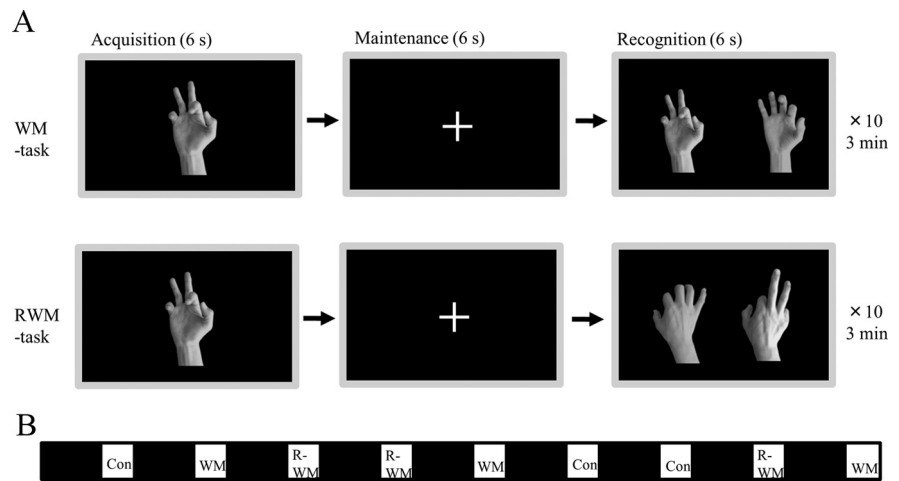 A
Acquisition (6 s)
Maintenance (6 s)
Recognition (6 s)
WM
-task
× 10
3 min
RWM
-task
× 10
3 min
B
Con
WM
R-
WM
R-
WM
WM
Con
Con
R-
WM
WM